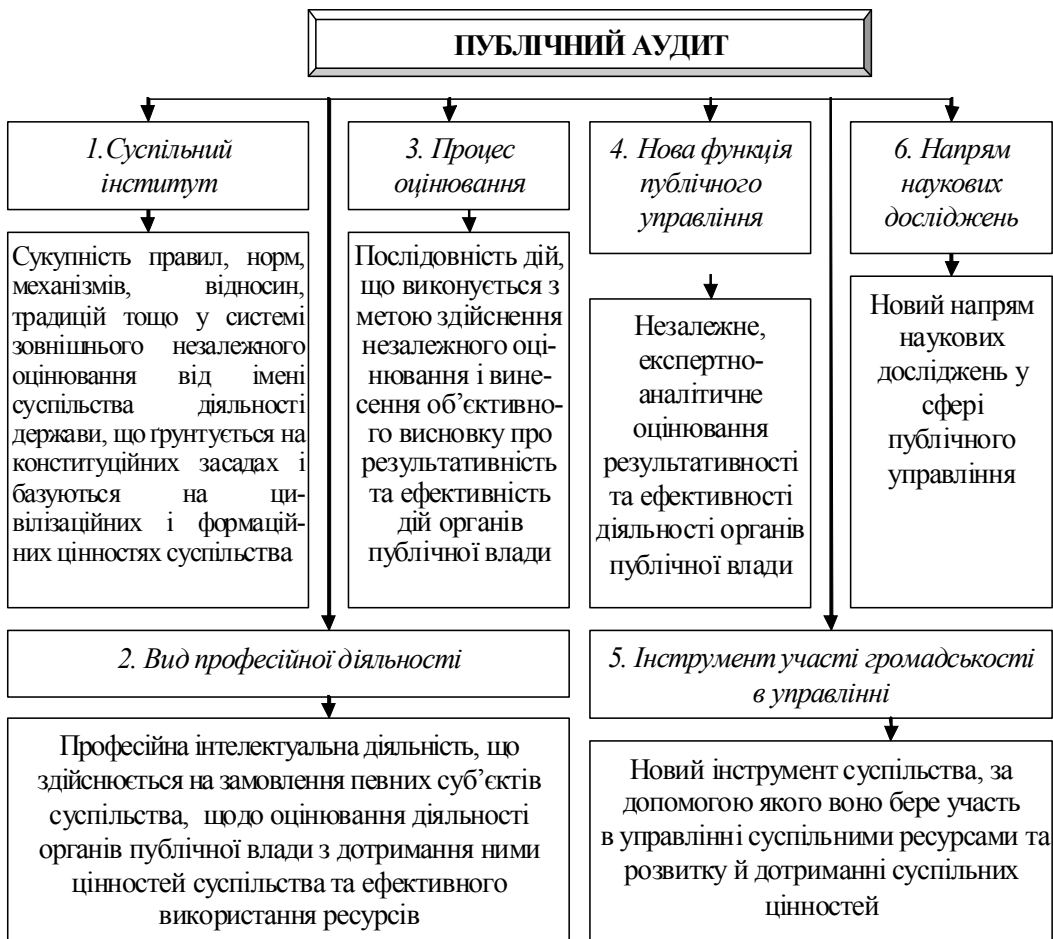 ПУБЛІЧНИЙ АУДИТ
1.Суспільний
інститут
Сукупність правил, норм,
механізмів, відносин,
традицій тощо у системі
зовнішнього незалежного
оцінювання від імені
суспільства діяльності
держави, що ґрунтується на
конституційних засадах і
базуються на ци-
вілізаційних і формацій-
них цінностях суспільства
3. Процес
оцінювання
Послідовність дій,
що виконується з
метою здійснення
незалежного оці-
нювання і вине-
сення об’єктивно-
го висновку про
результативність
та ефективність
дій органів
публічної влади
4. Нова функція
публічного
управління
Незалежне,
експертно-
аналітичне
оцінювання
результативності
та ефективності
діяльності органів
публічної влади
6. Напрям
наукових
досліджень
Новий напрям
наукових
досліджень у
сфері
публічного
управління
2. Вид професійної діяльності
Професійна інтелектуальна діяльність, що
здійснюється на замовлення певних суб’єктів
суспільства, щодо оцінювання діяльності
органів публічної влади з дотримання ними
цінностей суспільства та ефективного
використання ресурсів
5. Інструмент участі громадськості
в управлінні
Новий інструмент суспільства, за
допомогою якого воно бере участь
в управлінні суспільними ресурсами та
розвитку й дотриманні суспільних
цінностей